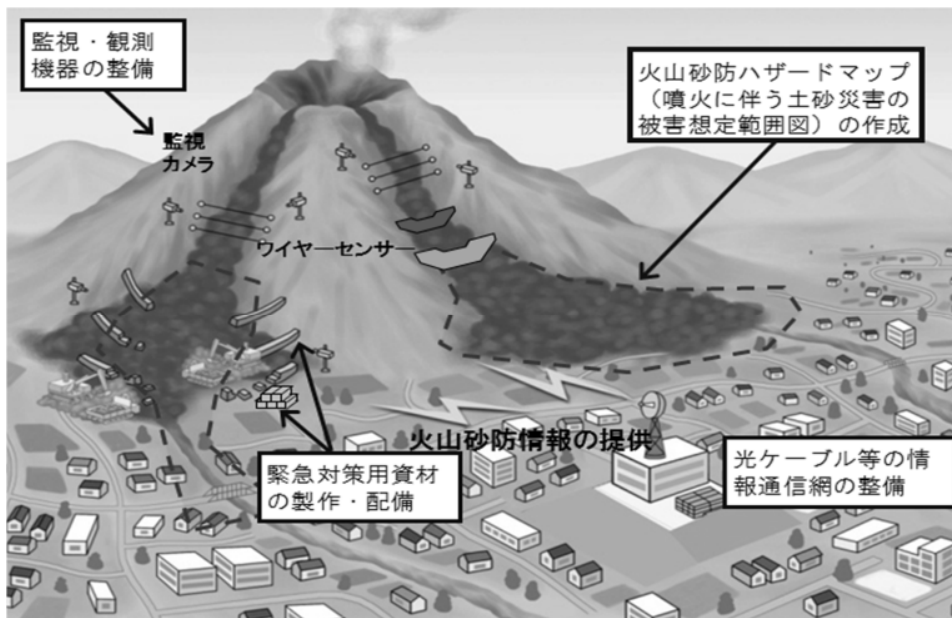 監視・観測
機器の整備
火山砂防ハザードマップ
（噴火に伴う土砂災害の
被害想定範囲図）の作成
監視
カメラ
ワイヤーセンサー
火山砂防情報の提供
緊急対策用資材
の製作・配備
光ケーブル等の情
報通信網の整備